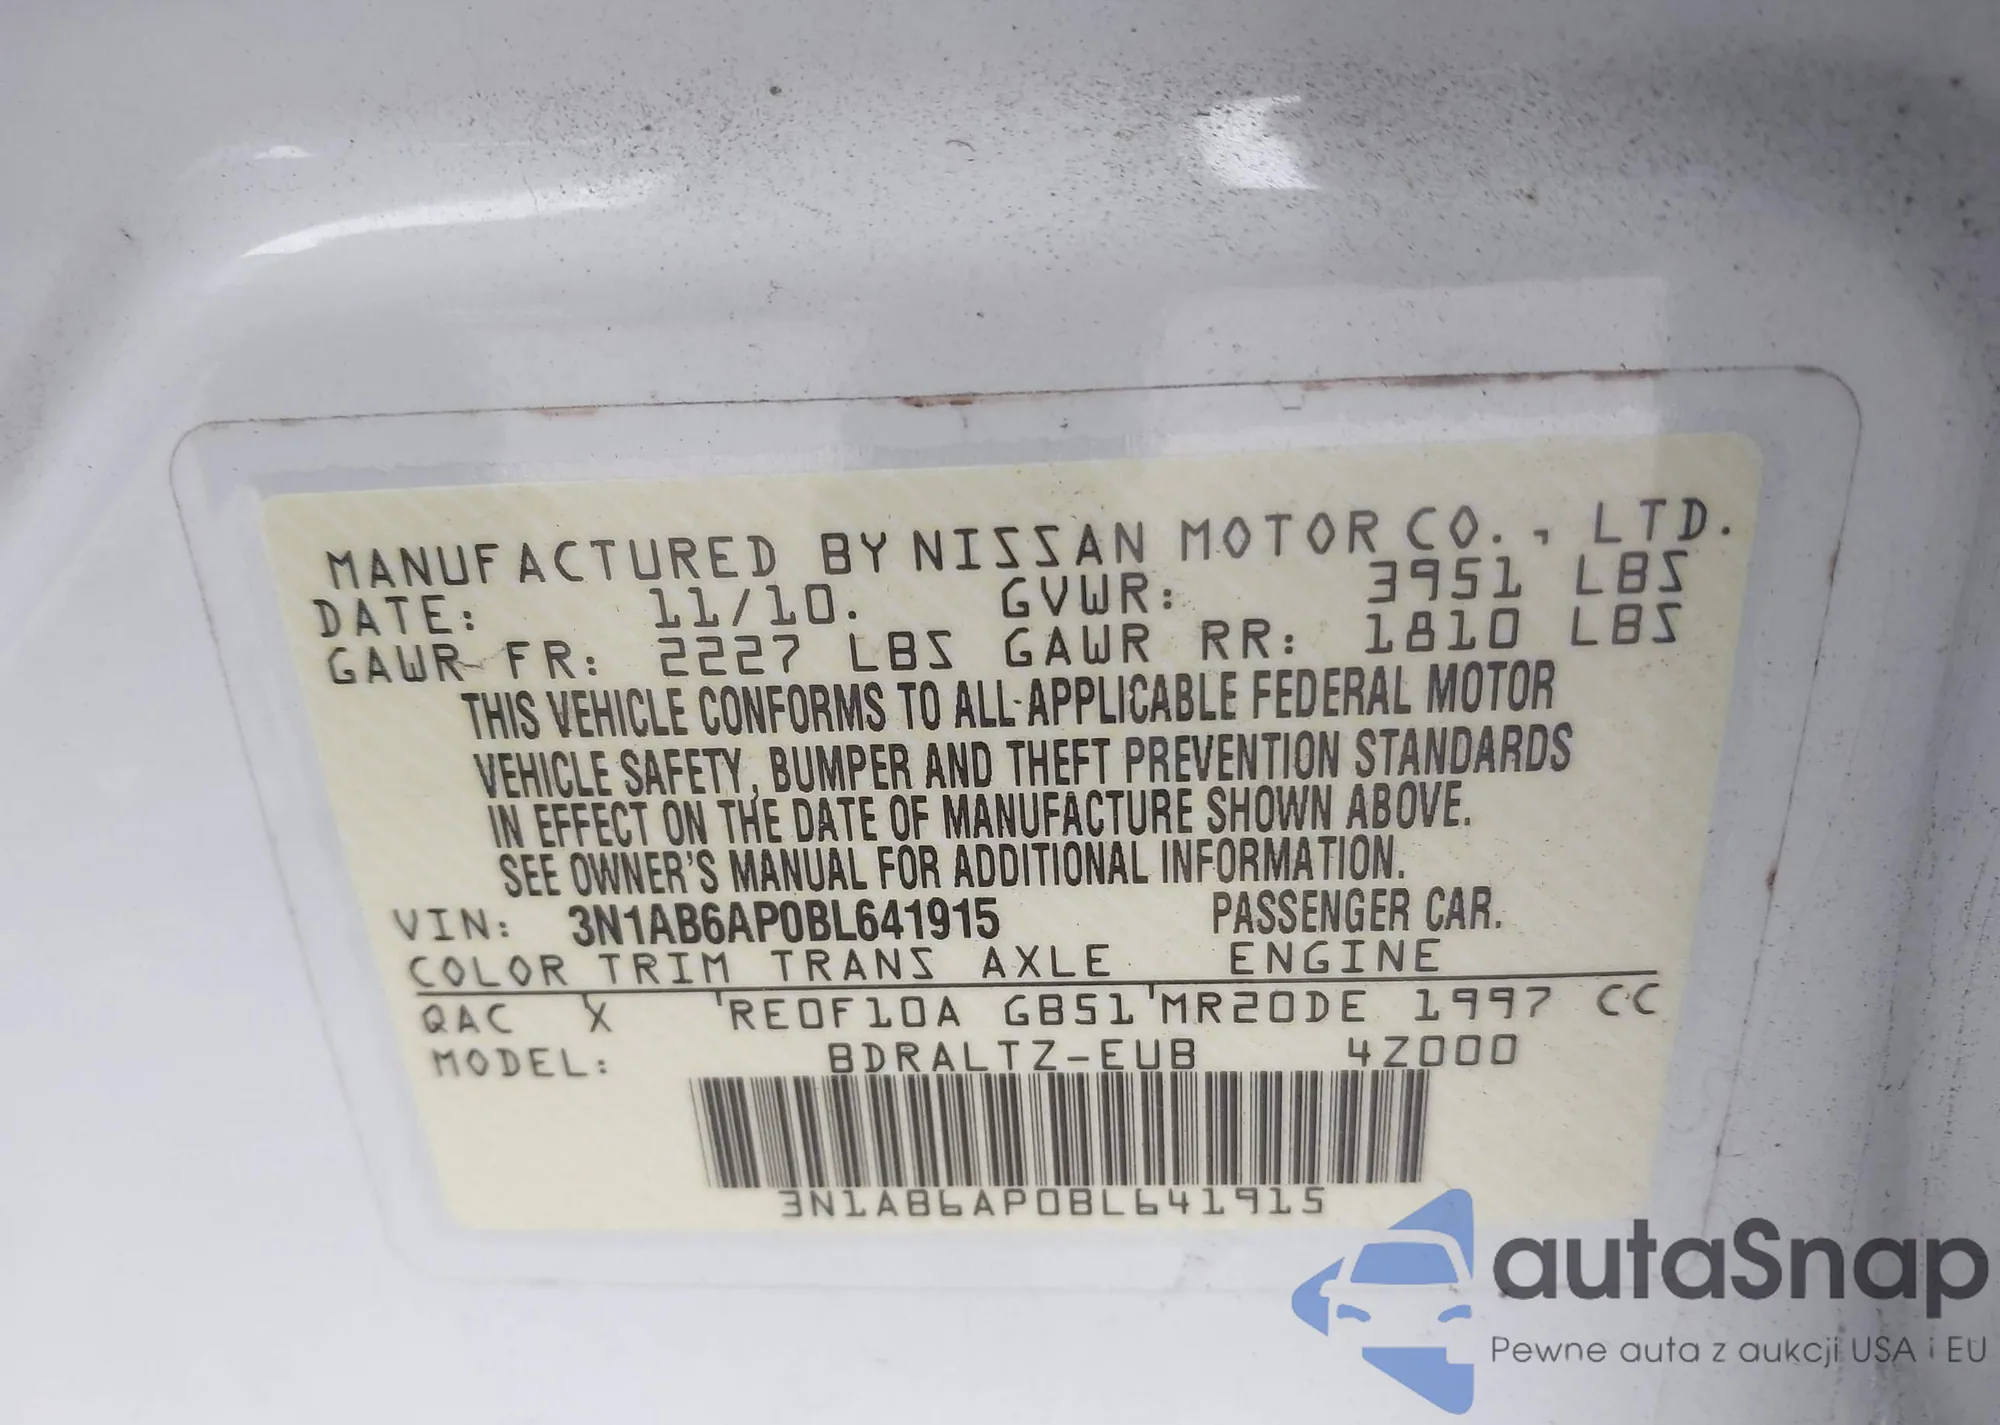 MANUFACTURED BY NISSAN MOTOR CO., LTD.
DATE: 11/10. GVWR: 3951 LBS
GAWR FR: 2227 LBS GAWR RR: 1810 LBS
THIS VEHICLE CONFORMS TO ALL APPLICABLE FEDERAL MOTOR
VEHICLE SAFETY, BUMPER AND THEFT PREVENTION STANDARDS
IN EFFECT ON THE DATE OF MANUFACTURE SHOWN ABOVE.
SEE OWNER'S MANUAL FOR ADDITIONAL INFORMATION.
VIN: 3N1AB6AP0BL641915 PASSENGER CAR.
COLOR TRIM TRANS AXLE ENGINE
QAC X RE0F10A GB51 MR20DE 1997 CC
MODEL: BDRALTZ-EUB 4Z000
3N1AB6AP0BL641915
autaSnap
Pewne auta z aukcji USA i EU